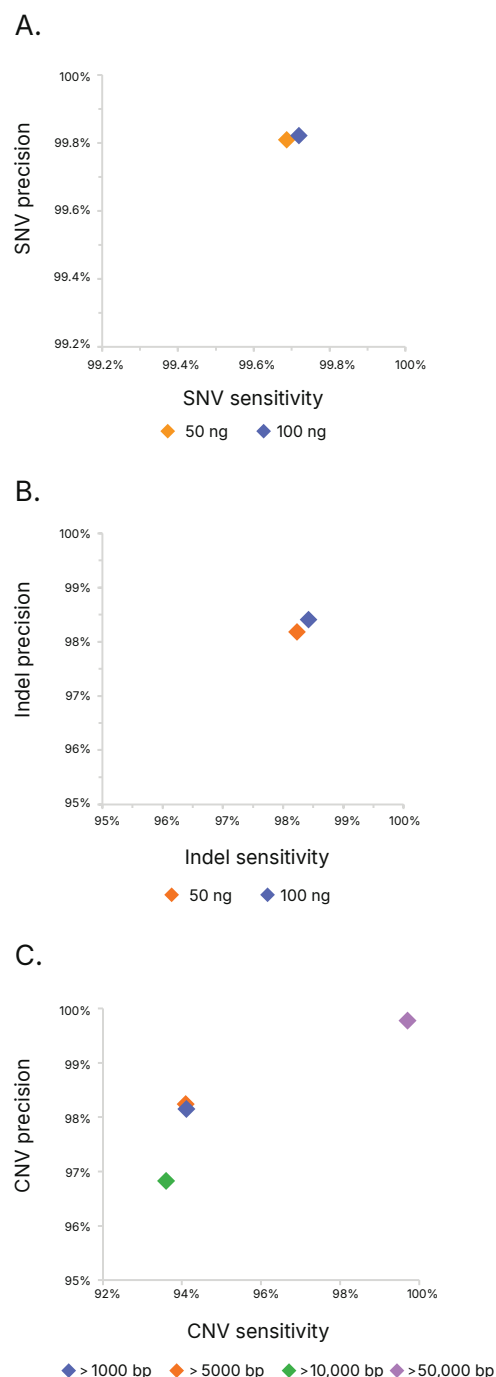 A.
100%
99.8%
99.6%
99.4%
99.2%
SNV precision
99.2% 99.4% 99.6% 99.8% 100%
SNV sensitivity
50 ng 100 ng
B.
100%
99%
98%
97%
96%
95%
Indel precision
95% 96% 97% 98% 99% 100%
Indel sensitivity
50 ng 100 ng
C.
100%
99%
98%
97%
96%
95%
CNV precision
92% 94% 96% 98% 100%
CNV sensitivity
> 1000 bp > 5000 bp >10,000 bp >50,000 bp